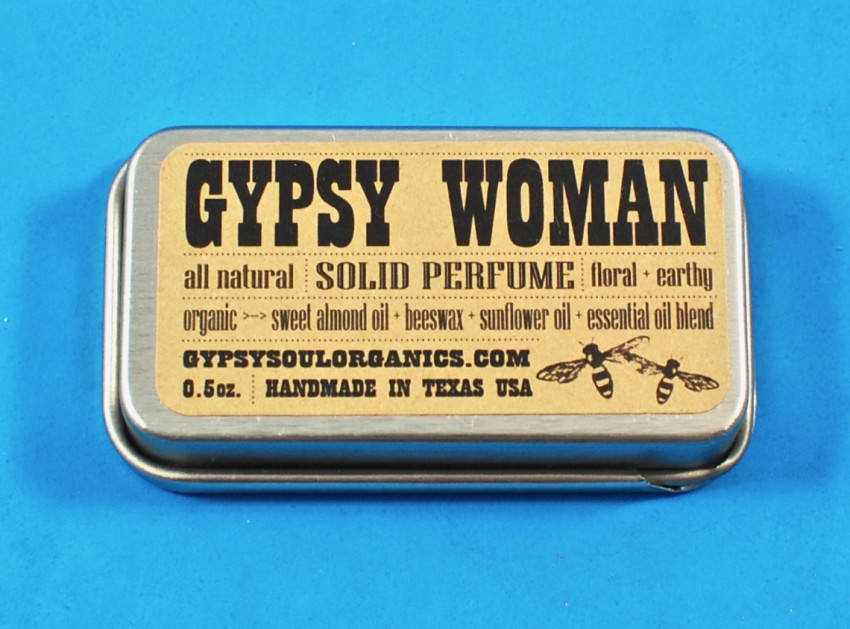 GYPSY WOMAN
all natural SOLID PERFUME floral + earthy
organic >--> sweet almond oil + beeswax + sunflower oil + essential oil blend
GYPSYSOULORGANICS.COM
0.5oz. HANDMADE IN TEXAS USA